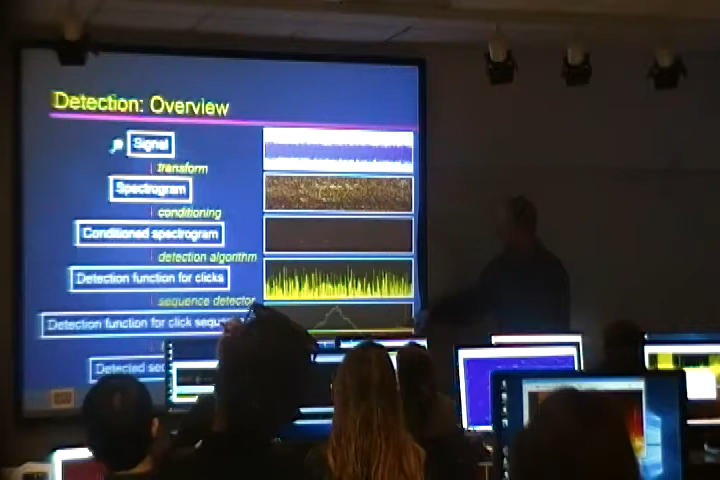 Detection: Overview
Signal
transform
Spectrogram
conditioning
Conditioned spectrogram
detection algorithm
Detection function for clicks
sequence detector
Detection function for click
Detected